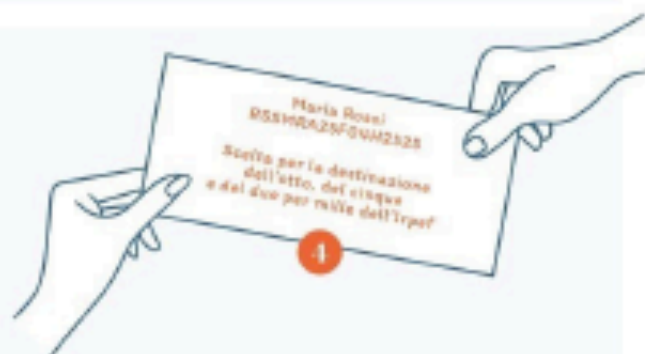 Maria Rossi
Scelta per la destinazione
dell'otto, del cinque
e del due per mille dell'Irpef
4